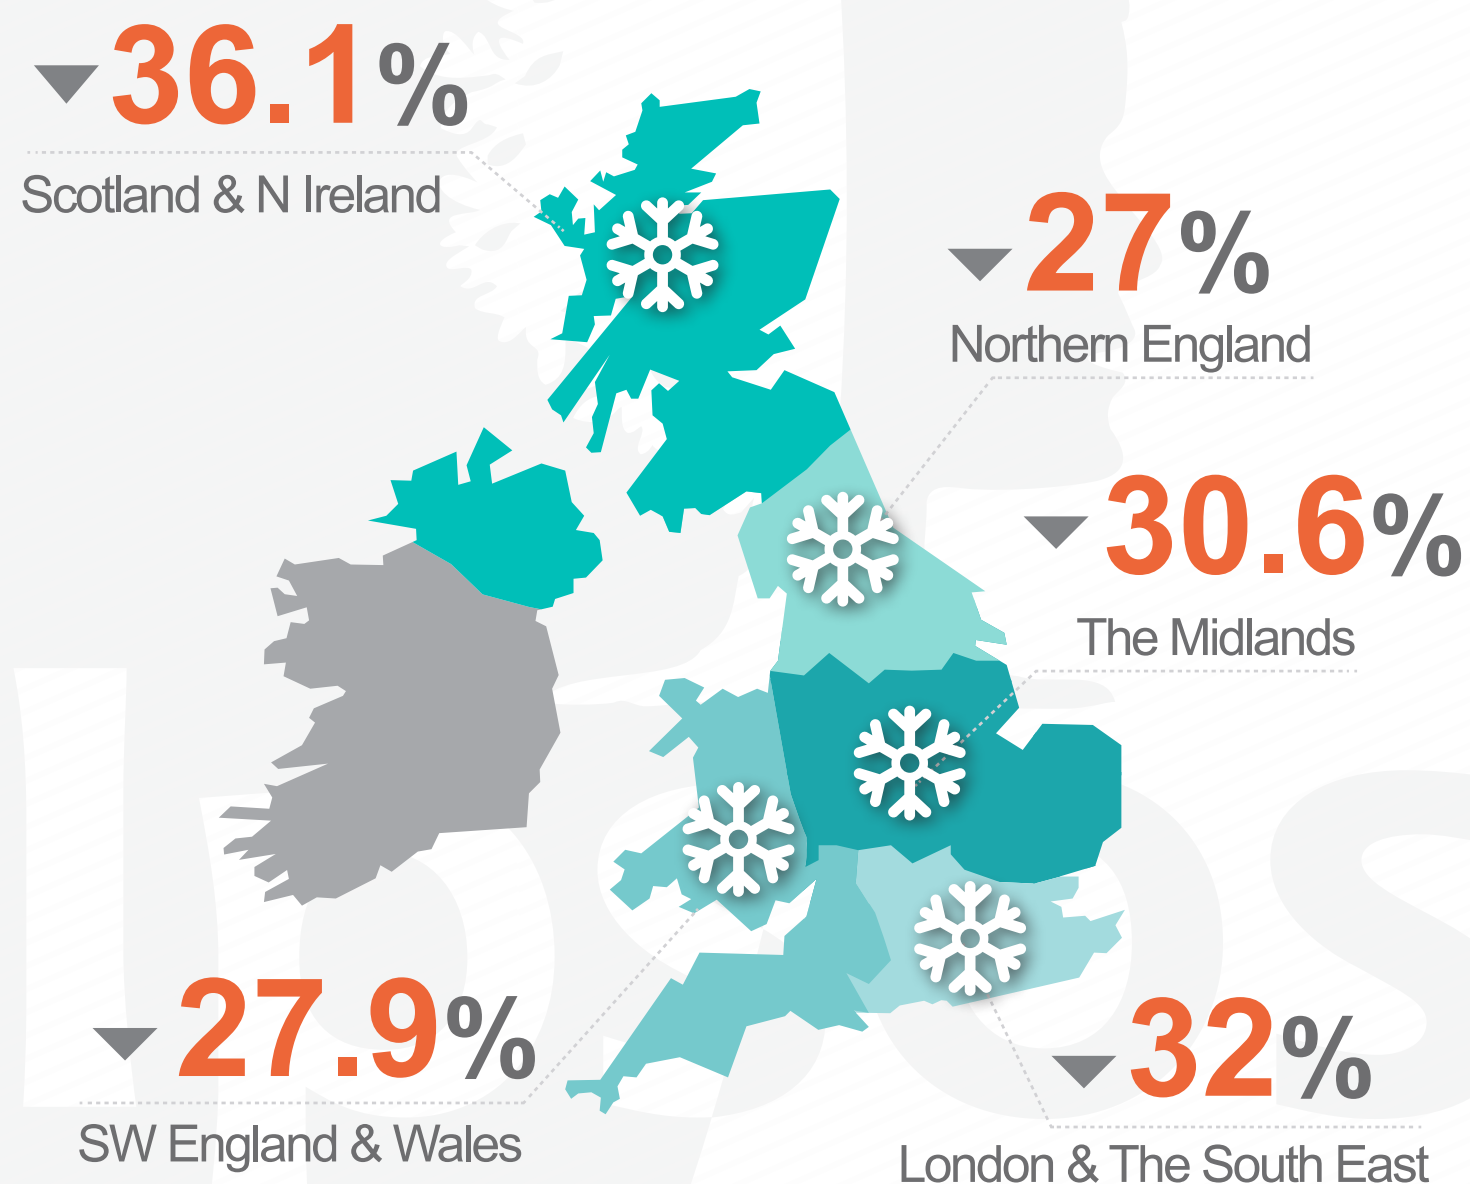 36.1%
Scotland & N Ireland
27%
Northern England
30.6%
The Midlands
27.9%
SW England & Wales
32%
London & The South East
Ipsos